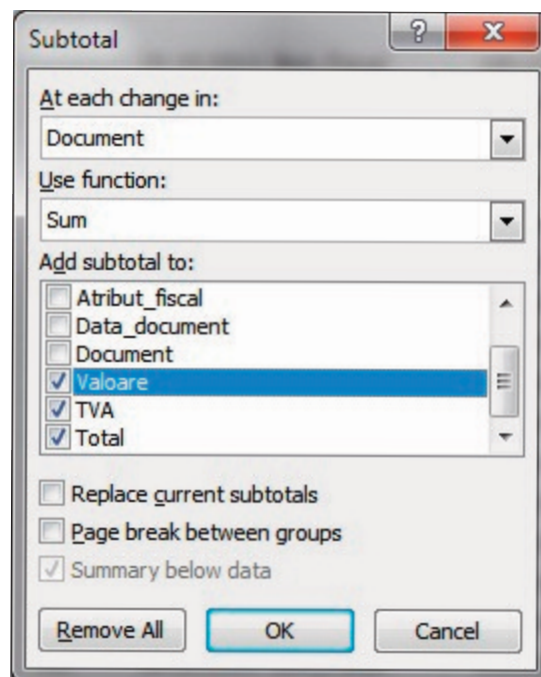 Subtotal
At each change in:
Document
Use function:
Sum
Add subtotal to:
Atribut_fiscal
Data_document
Document
Valoare
TVA
Total
Replace current subtotals
Page break between groups
Summary below data
Remove All
OK
Cancel